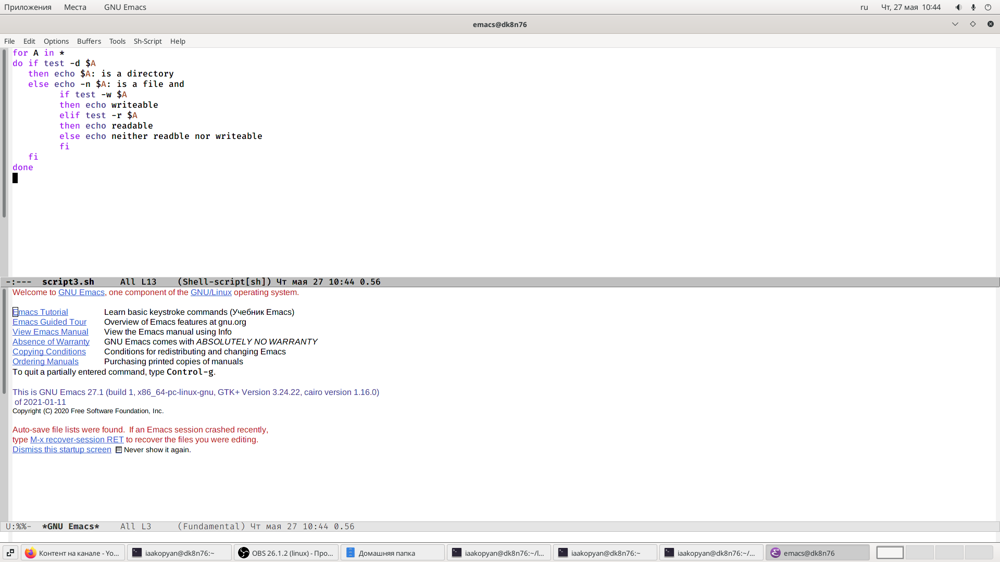 Приложения Места GNU Emacs ru Чт, 27 мая 10:44
emacs@dk8n76
File Edit Options Buffers Tools Sh-Script Help
for A in *
do if test -d $A
   then echo $A: is a directory
   else echo -n $A: is a file and
         if test -w $A
         then echo writeable
         elif test -r $A
         then echo readable
         else echo neither readble nor writeable
         fi
   fi
done
-:--- script3.sh All L13 (Shell-script[sh]) Чт мая 27 10:44 0.56
Welcome to GNU Emacs, one component of the GNU/Linux operating system.
Emacs Tutorial Learn basic keystroke commands (Учебник Emacs)
Emacs Guided Tour Overview of Emacs features at gnu.org
View Emacs Manual View the Emacs manual using Info
Absence of Warranty GNU Emacs comes with ABSOLUTELY NO WARRANTY
Copying Conditions Conditions for redistributing and changing Emacs
Ordering Manuals Purchasing printed copies of manuals
To quit a partially entered command, type Control-g.
This is GNU Emacs 27.1 (build 1, x86_64-pc-linux-gnu, GTK+ Version 3.24.22, cairo version 1.16.0)
 of 2021-01-11
Copyright (C) 2020 Free Software Foundation, Inc.
Auto-save file lists were found. If an Emacs session crashed recently,
type M-x recover-session RET to recover the files you were editing.
Dismiss this startup screen Never show it again.
U:%%- *GNU Emacs* All L3 (Fundamental) Чт мая 27 10:44 0.56
Контент на канале - Yo... iaakopyan@dk8n76:~ OBS 26.1.2 (linux) - Про... Домашняя папка iaakopyan@dk8n76:~/l... iaakopyan@dk8n76:~ iaakopyan@dk8n76:~/... emacs@dk8n76